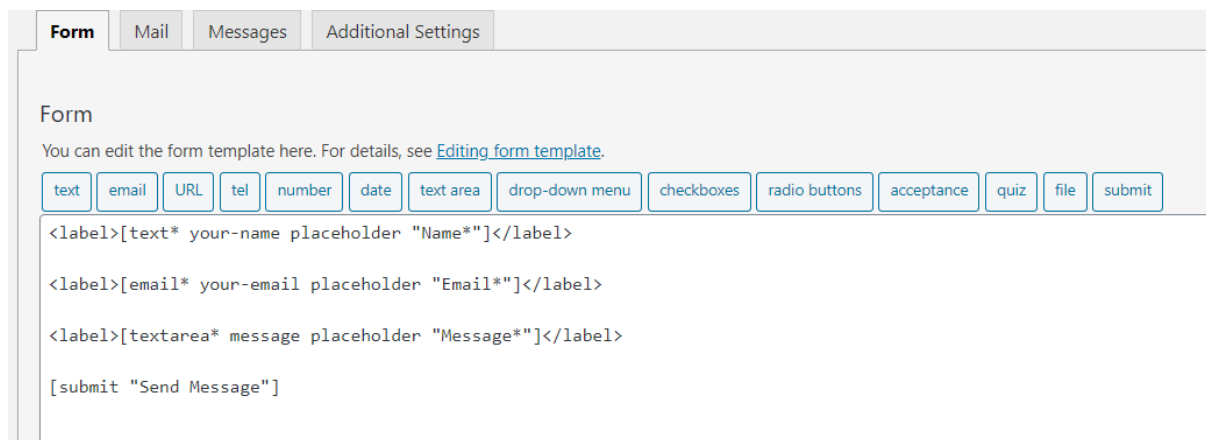 Form Mail Messages Additional Settings
Form
You can edit the form template here. For details, see Editing form template.
text email URL tel number date text area drop-down menu checkboxes radio buttons acceptance quiz file submit
<label>[text* your-name placeholder "Name*"]</label>
<label>[email* your-email placeholder "Email*"]</label>
<label>[textarea* message placeholder "Message*"]</label>
[submit "Send Message"]